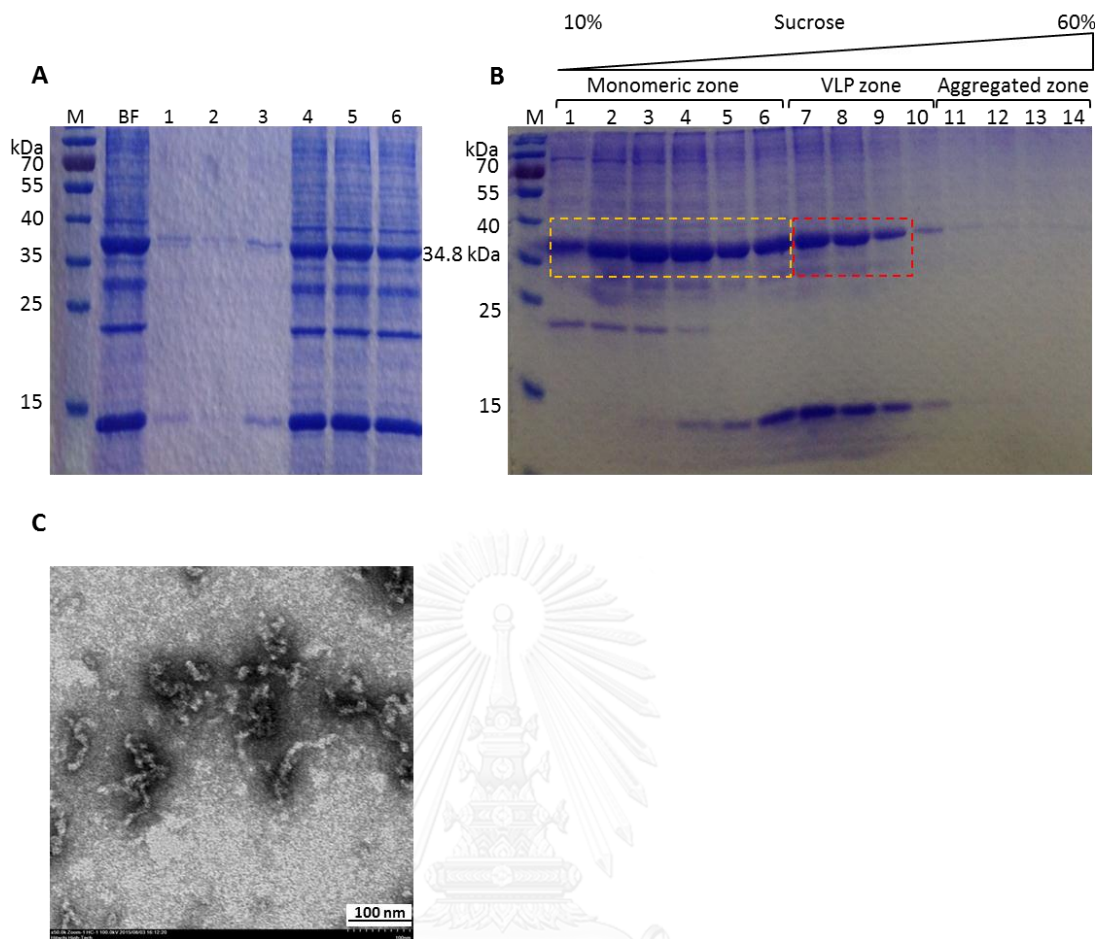 10% Sucrose 60%
A
B
Monomeric zone VLP zone Aggregated zone
M BF 1 2 3 4 5 6
M 1 2 3 4 5 6 7 8 9 10 11 12 13 14
kDa
70
55
40
35
25
15
34.8 kDa
kDa
70
55
40
25
15
C
100 nm